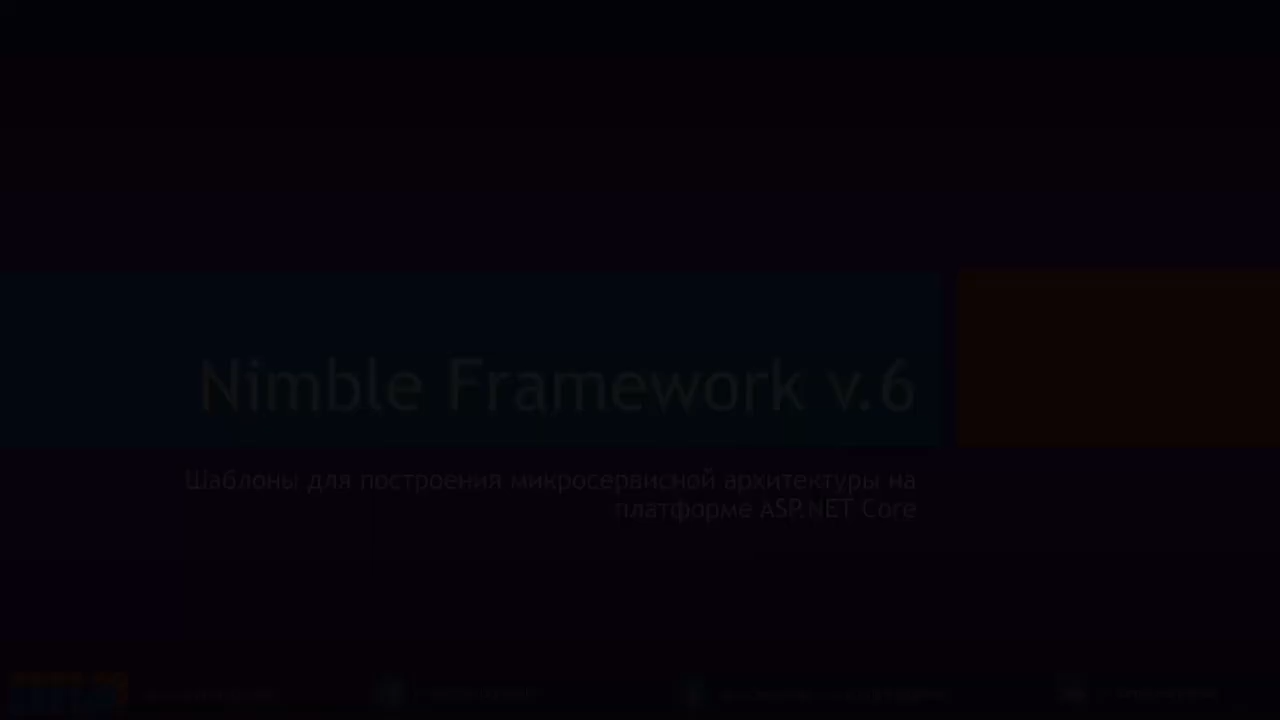 Nimble Framework v.6
Шаблоны для построения микросервисной архитектуры на
платформе ASP.NET Core